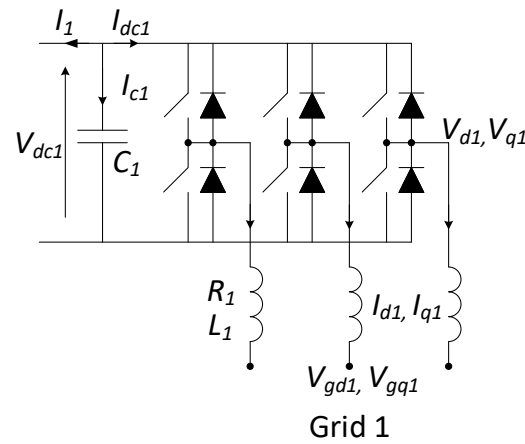 I1 Idc1
Ic1
Vdc1
C1
Vd1, Vq1
R1
L1
Id1, Iq1
Vgd1, Vgq1
Grid 1